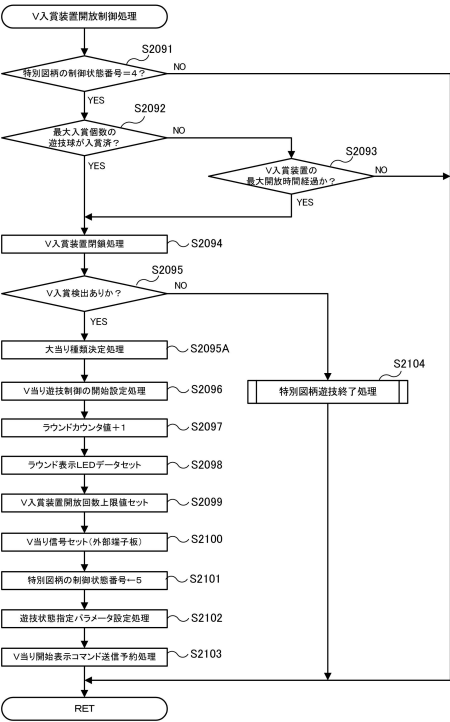 V入賞装置開放制御処理
S2091
特別図柄の制御状態番号=4?
NO
YES
S2092
最大入賞個数の
遊技球が入賞済?
NO
YES
S2093
V入賞装置の
最大開放時間経過か?
NO
YES
V入賞装置閉鎖処理
S2094
S2095
V入賞検出ありか?
NO
YES
大当り種類決定処理
S2095A
S2104
特別図柄遊技終了処理
V当り遊技制御の開始設定処理
S2096
ラウンドカウンタ値+1
S2097
ラウンド表示LEDデータセット
S2098
V入賞装置開放回数上限値セット
S2099
V当り信号セット(外部端子板)
S2100
特別図柄の制御状態番号←5
S2101
遊技状態指定パラメータ設定処理
S2102
V当り開始表示コマンド送信予約処理
S2103
RET